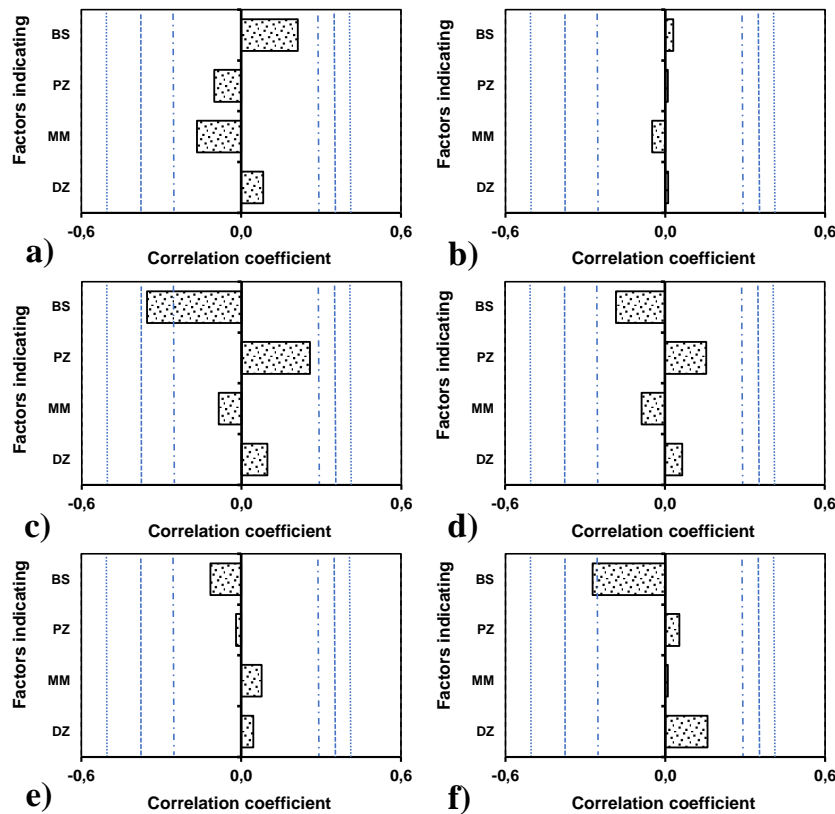 Factors indicating
BS
PZ
MM
DZ
-0,6
0,0
0,6
a)
Correlation coefficient
Factors indicating
BS
PZ
MM
DZ
-0,6
0,0
0,6
b)
Correlation coefficient
Factors indicating
BS
PZ
MM
DZ
-0,6
0,0
0,6
c)
Correlation coefficient
Factors indicating
BS
PZ
MM
DZ
-0,6
0,0
0,6
d)
Correlation coefficient
Factors indicating
BS
PZ
MM
DZ
-0,6
0,0
0,6
e)
Correlation coefficient
Factors indicating
BS
PZ
MM
DZ
-0,6
0,0
0,6
f)
Correlation coefficient